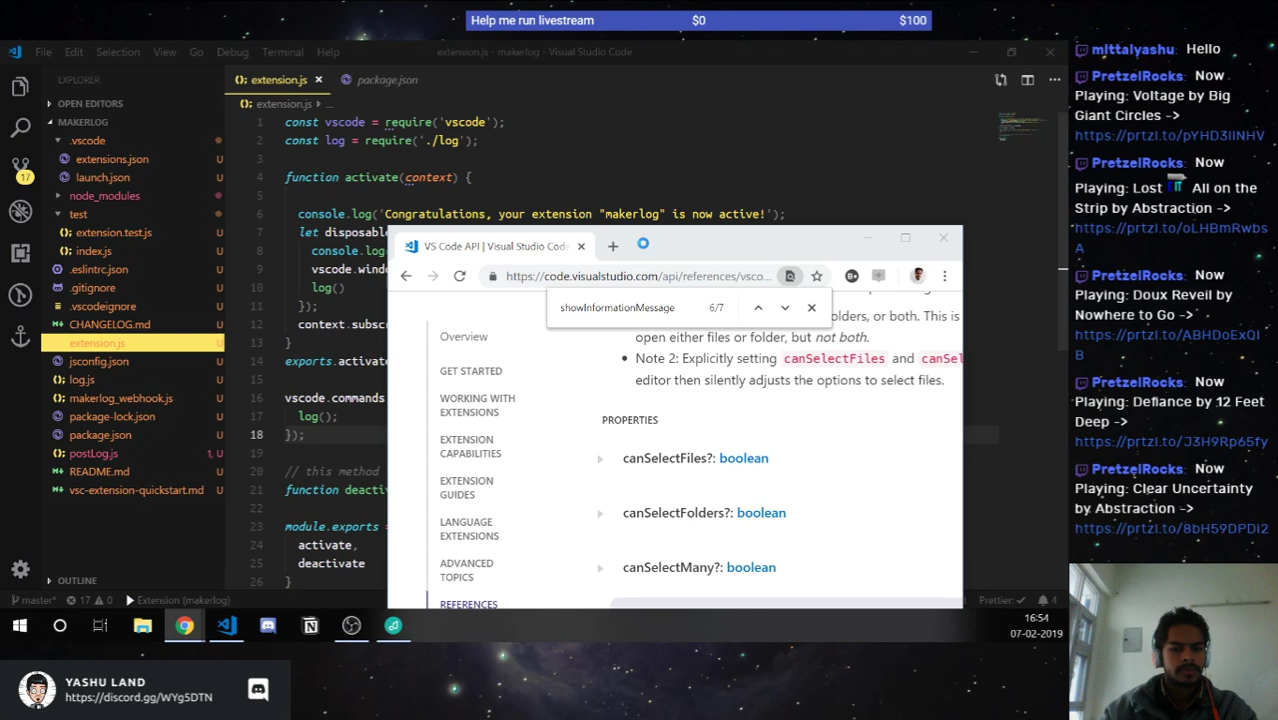 Help me run livestream $0 $100
File Edit Selection View Go Debug Terminal Help
extension.js - makerlog - Visual Studio Code
EXPLORER
OPEN EDITORS
MAKERLOG
.vscode
extensions.json U
launch.json U
node_modules
test
extension.test.js U
index.js U
.eslintrc.json U
.gitignore U
.vscodeignore U
CHANGELOG.md U
extension.js U
jsconfig.json U
log.js U
makerlog_webhook.js U
package-lock.json U
package.json U
postLog.js 1, U
README.md U
vsc-extension-quickstart.md U
OUTLINE
17
extension.js
package.json
extension.js › ...
1 const vscode = require('vscode');
2 const log = require('./log');
3
4 function activate(context) {
5
6 console.log('Congratulations, your extension "makerlog" is now active!');
7 let disposab
8 console.log
9 vscode.windo
10 log()
11 });
12 context.subscr
13 }
14 exports.activat
15
16 vscode.commands
17 log();
18 });
19
20 // this method
21 function deactiv
22
23 module.exports =
24 activate,
25 deactivate
26 }
VS Code API | Visual Studio Code
https://code.visualstudio.com/api/references/vsco...
showInformationMessage 6/7
Overview
GET STARTED
WORKING WITH
EXTENSIONS
EXTENSION
CAPABILITIES
EXTENSION
GUIDES
LANGUAGE
EXTENSIONS
ADVANCED
TOPICS
REFERENCES
olders, or both. This is
open either files or folder, but not both.
Note 2: Explicitly setting canSelectFiles and canSel
editor then silently adjusts the options to select files.
PROPERTIES
canSelectFiles?: boolean
canSelectFolders?: boolean
canSelectMany?: boolean
master* 17 0 Extension (makerlog)
Prettier: ✓ 4
16:54
07-02-2019
mittalyashu: Hello
PretzelRocks: Now
Playing: Voltage by Big
Giant Circles ->
https://prtzl.to/pYHD3IINHV
PretzelRocks: Now
Playing: Lost IT All on the
Strip by Abstraction ->
https://prtzl.to/oLHBmRwbs
A
PretzelRocks: Now
Playing: Doux Reveil by
Nowhere to Go ->
https://prtzl.to/ABHDoExQI
B
PretzelRocks: Now
Playing: Defiance by 12 Feet
Deep ->
https://prtzl.to/J3H9Rp65fy
PretzelRocks: Now
Playing: Clear Uncertainty
by Abstraction ->
https://prtzl.to/8bH59DPDi2
YASHU LAND
https://discord.gg/WYg5DTN